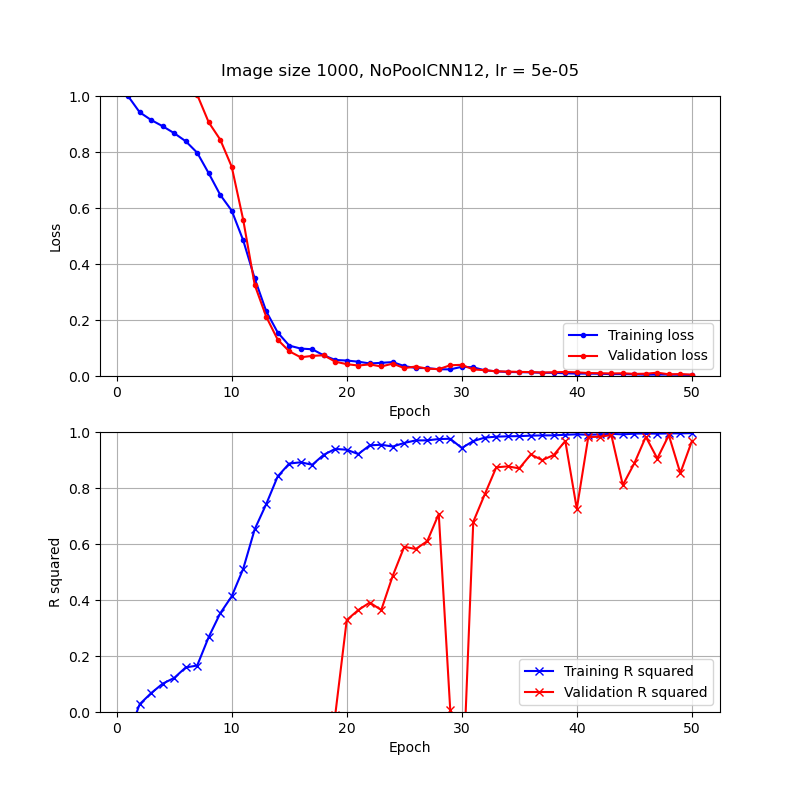 Image size 1000, NoPoolCNN12, lr = 5e-05
1.0
0.8
0.6
0.4
0.2
0.0
Loss
Training loss
Validation loss
0
10
20
30
40
50
Epoch
1.0
0.8
0.6
0.4
0.2
0.0
R squared
Training R squared
Validation R squared
0
10
20
30
40
50
Epoch